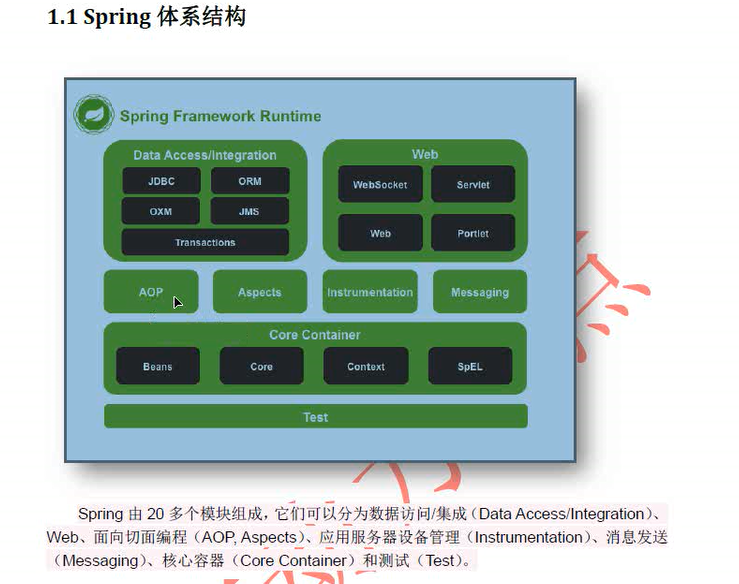 1.1 Spring 体系结构
Spring Framework Runtime
Data Access/Integration
JDBC
ORM
OXM
JMS
Transactions
Web
WebSocket
Servlet
Web
Portlet
AOP
Aspects
Instrumentation
Messaging
Core Container
Beans
Core
Context
SpEL
Test
Spring 由 20 多个模块组成，它们可以分为数据访问/集成（Data Access/Integration）、
Web、面向切面编程（AOP, Aspects）、应用服务器设备管理（Instrumentation）、消息发送
（Messaging）、核心容器（Core Container）和测试（Test）。